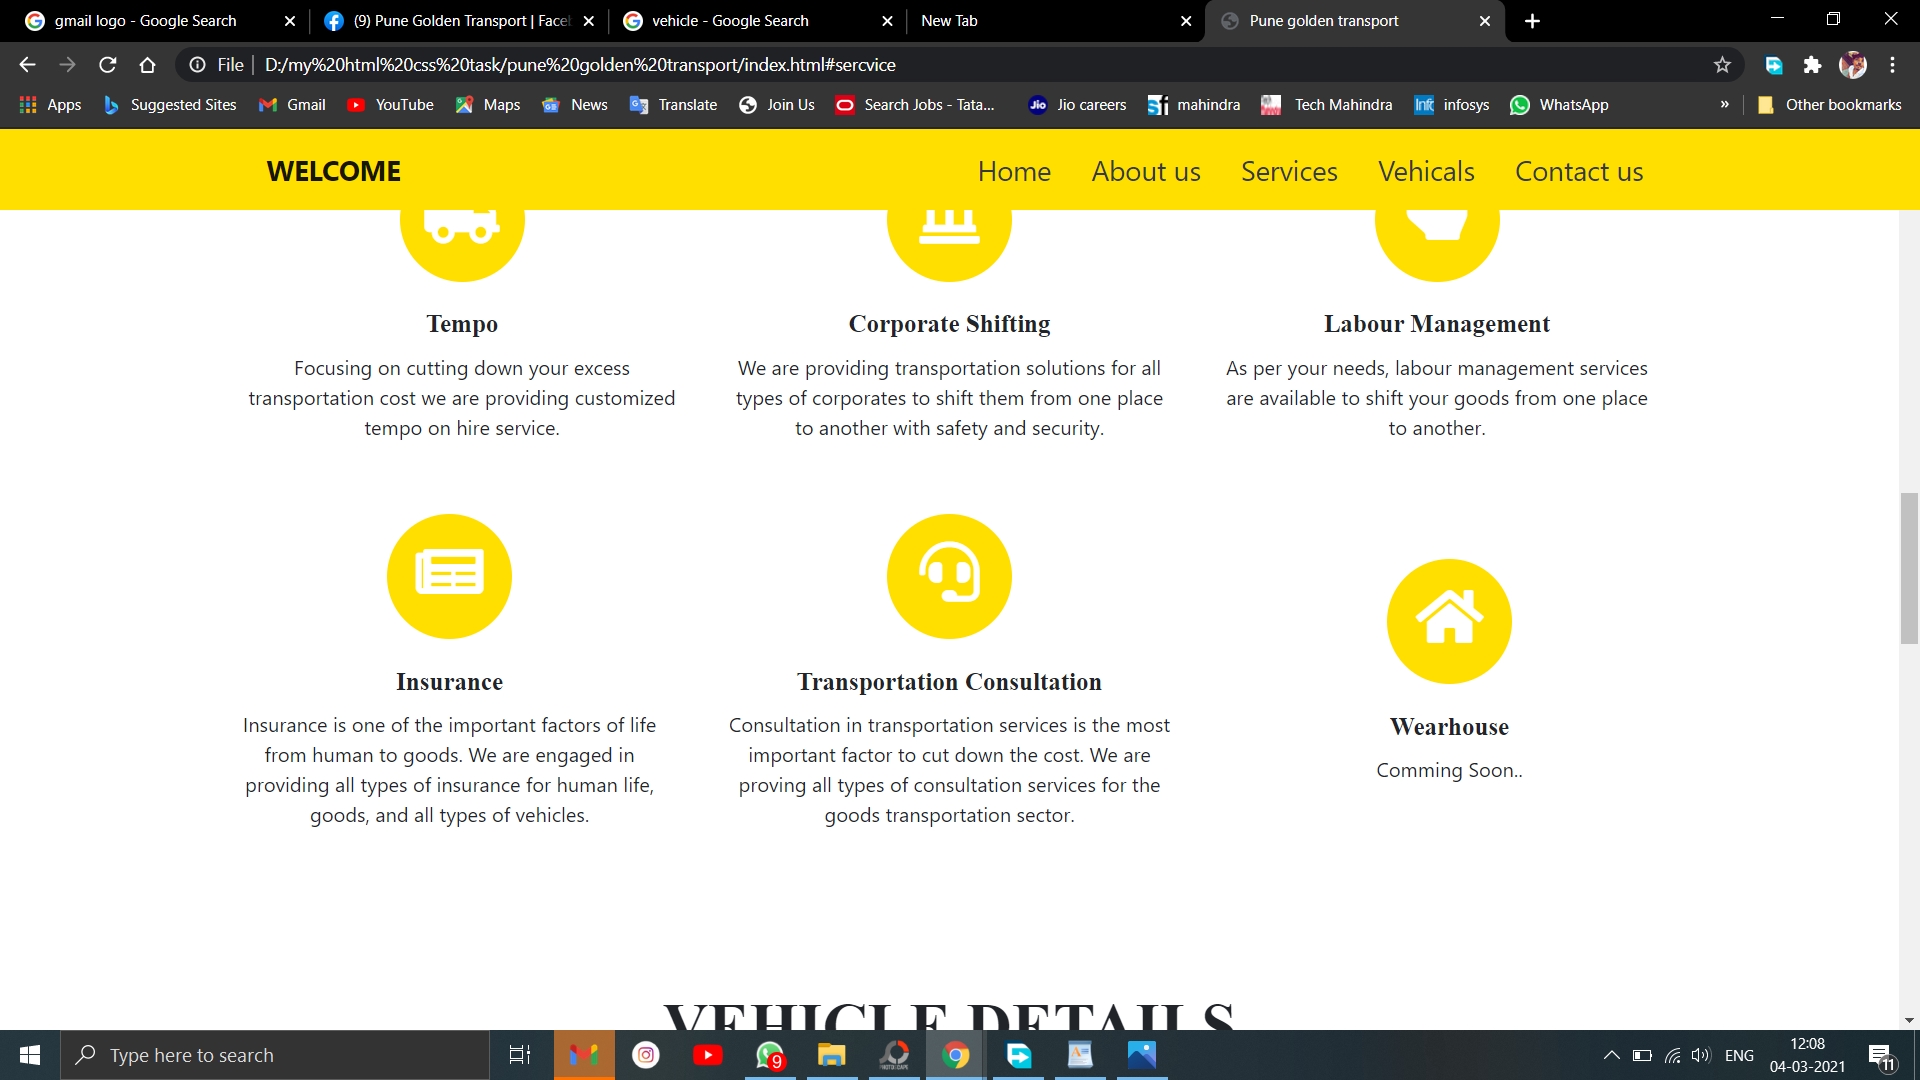 gmail logo - Google Search
(9) Pune Golden Transport | Face
vehicle - Google Search
New Tab
Pune golden transport
File
D:/my%20html%20css%20task/pune%20golden%20transport/index.html#sercvice
Apps
Suggested Sites
Gmail
YouTube
Maps
News
Translate
Join Us
Search Jobs - Tata...
Jio careers
mahindra
Tech Mahindra
infosys
WhatsApp
»
Other bookmarks
WELCOME
Home
About us
Services
Vehicals
Contact us
Tempo
Focusing on cutting down your excess
transportation cost we are providing customized
tempo on hire service.
Corporate Shifting
We are providing transportation solutions for all
types of corporates to shift them from one place
to another with safety and security.
Labour Management
As per your needs, labour management services
are available to shift your goods from one place
to another.
Insurance
Insurance is one of the important factors of life
from human to goods. We are engaged in
providing all types of insurance for human life,
goods, and all types of vehicles.
Transportation Consultation
Consultation in transportation services is the most
important factor to cut down the cost. We are
proving all types of consultation services for the
goods transportation sector.
Wearhouse
Comming Soon..
VEHICLE DETAILS
Type here to search
9
ENG
12:08
04-03-2021
11